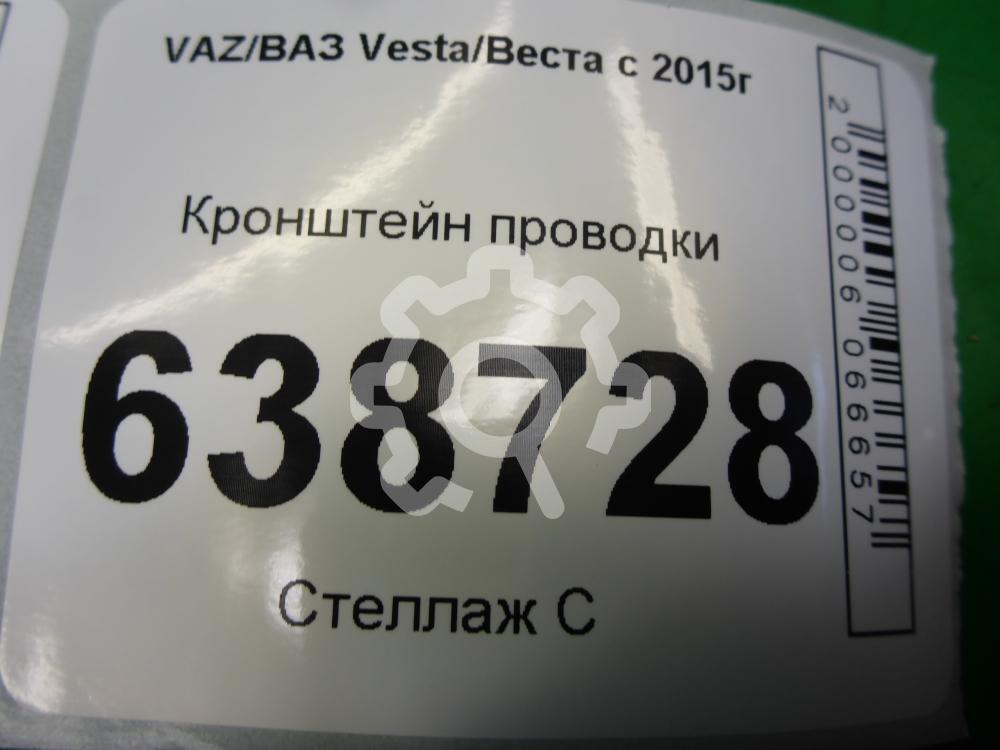 VAZ/ВАЗ Vesta/Веста с 2015г
Кронштейн проводки
638728
Стеллаж С
2000006066657